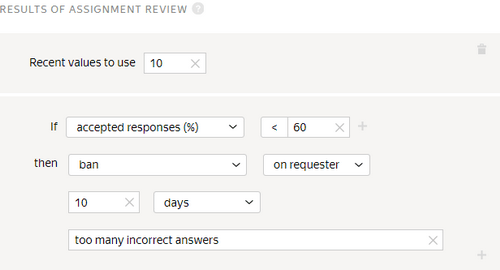 RESULTS OF ASSIGNMENT REVIEW ?
Recent values to use 10
If accepted responses (%) < 60
then ban on requester
10 days
too many incorrect answers